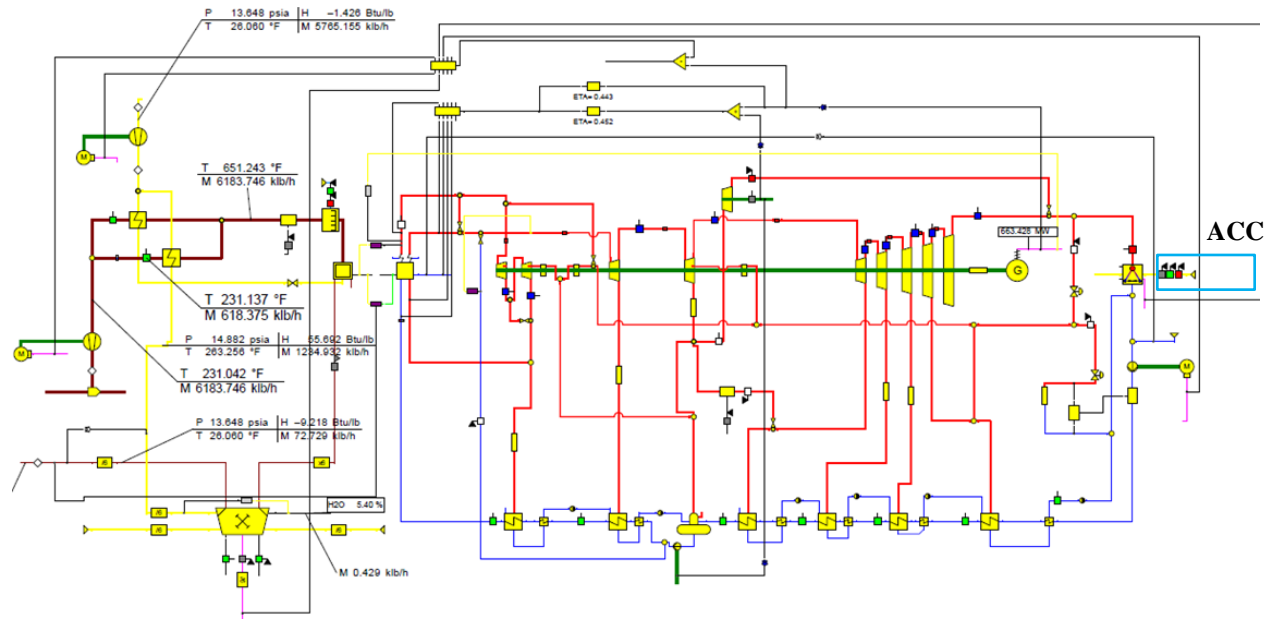 P 13.648 psia H -1.426 Btu/lb
T 26.060 °F M 5765.155 klb/h
ETA= 0.443
ETA= 0.452
M
T 651.243 °F
M 6183.746 klb/h
663.428 MW
ACC
G
T 231.137 °F
M 618.375 klb/h
P 14.882 psia H 55.692 Btu/lb
T 263.256 °F M 1234.932 klb/h
M
M
T 231.042 °F
M 6183.746 klb/h
P 13.648 psia H -9.218 Btu/lb
T 26.060 °F M 72.729 klb/h
H2O 5.40 %
M 0.429 klb/h